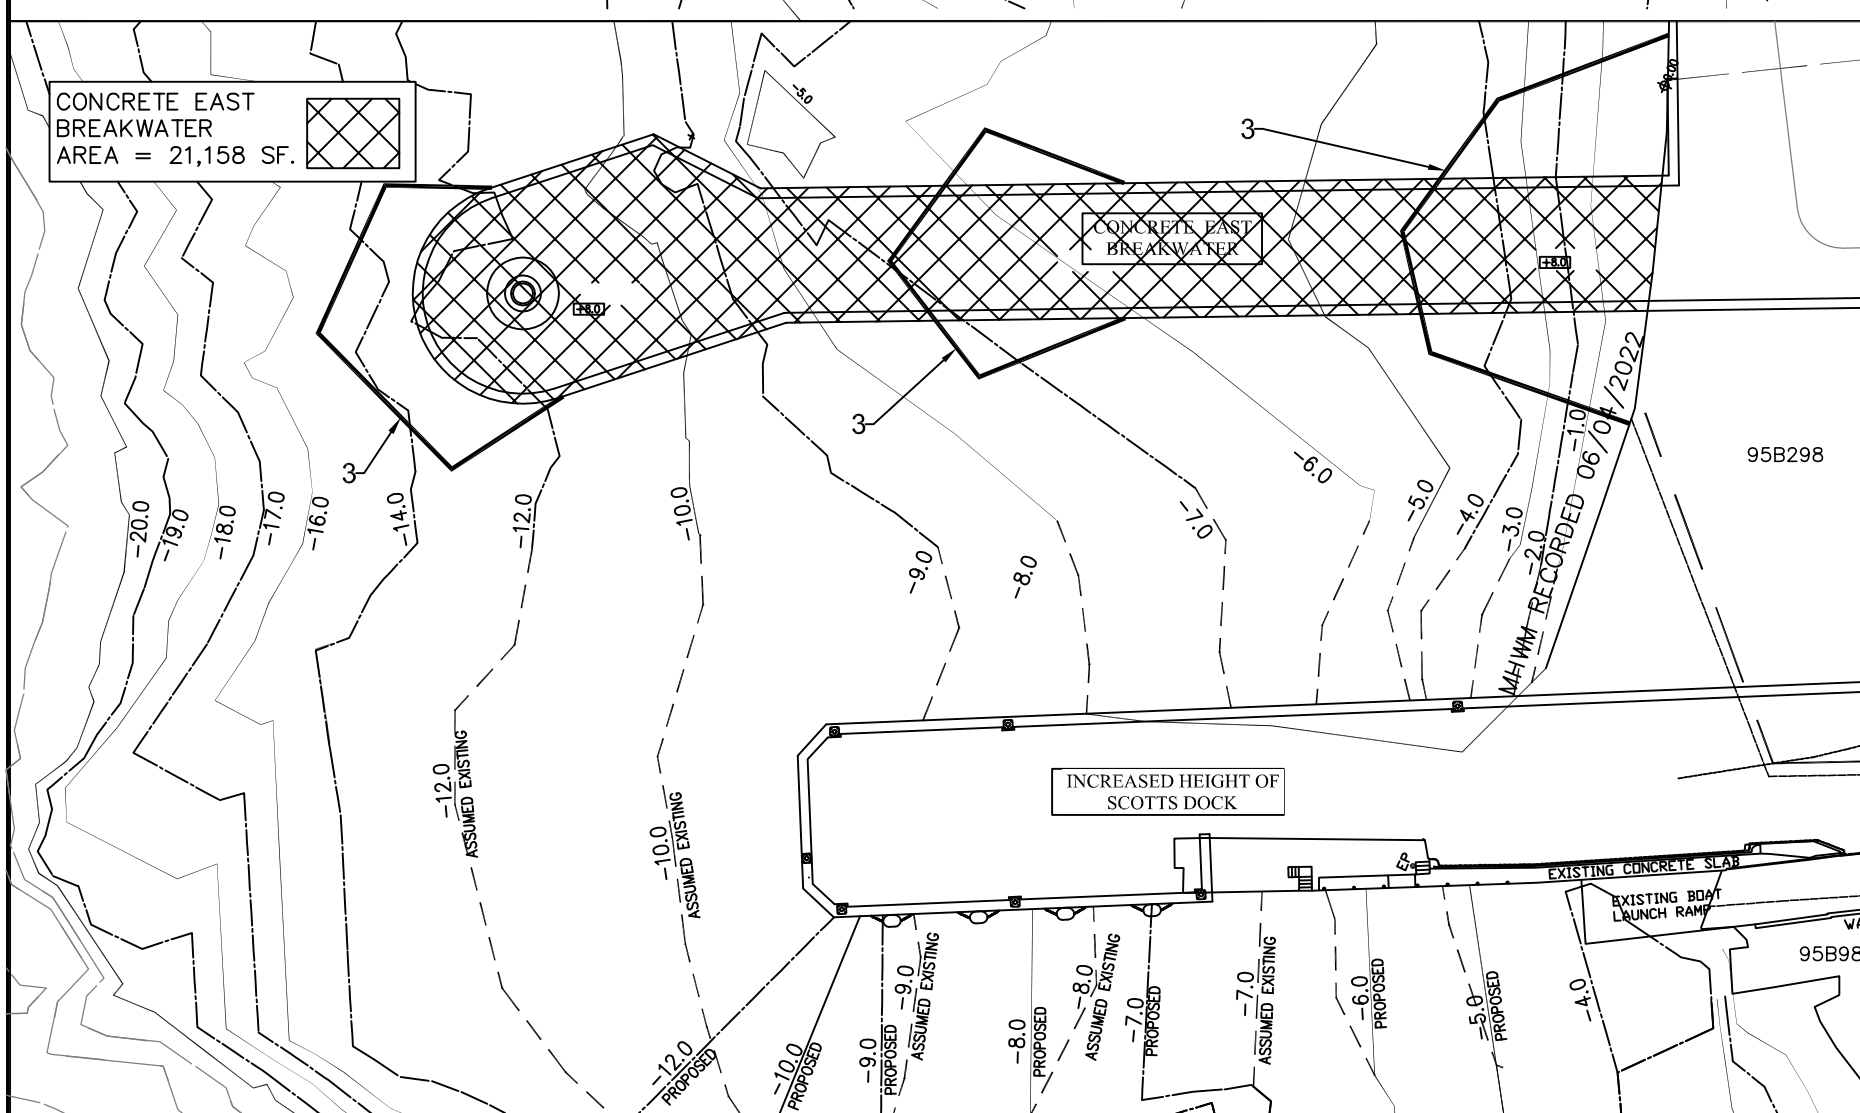 CONCRETE EAST
BREAKWATER
AREA = 21,158 SF.
-5.0
3
CONCRETE EAST
BREAKWATER
+8.0
+8.0
3
3
MHWM RECORDED 06/04/2022
95B298
-20.0
-19.0
-18.0
-17.0
-16.0
-14.0
-12.0
-10.0
-9.0
-8.0
-7.0
-6.0
-5.0
-4.0
-3.0
-2.0
-1.0
-12.0
ASSUMED EXISTING
-10.0
ASSUMED EXISTING
INCREASED HEIGHT OF
SCOTTS DOCK
EP
EXISTING CONCRETE SLAB
EXISTING BOAT
LAUNCH RAMP
WA
95B98
-12.0
PROPOSED
-10.0
PROPOSED
-9.0
PROPOSED
-9.0
ASSUMED EXISTING
-8.0
PROPOSED
-8.0
ASSUMED EXISTING
-7.0
PROPOSED
-7.0
ASSUMED EXISTING
-6.0
PROPOSED
-5.0
PROPOSED
-4.0